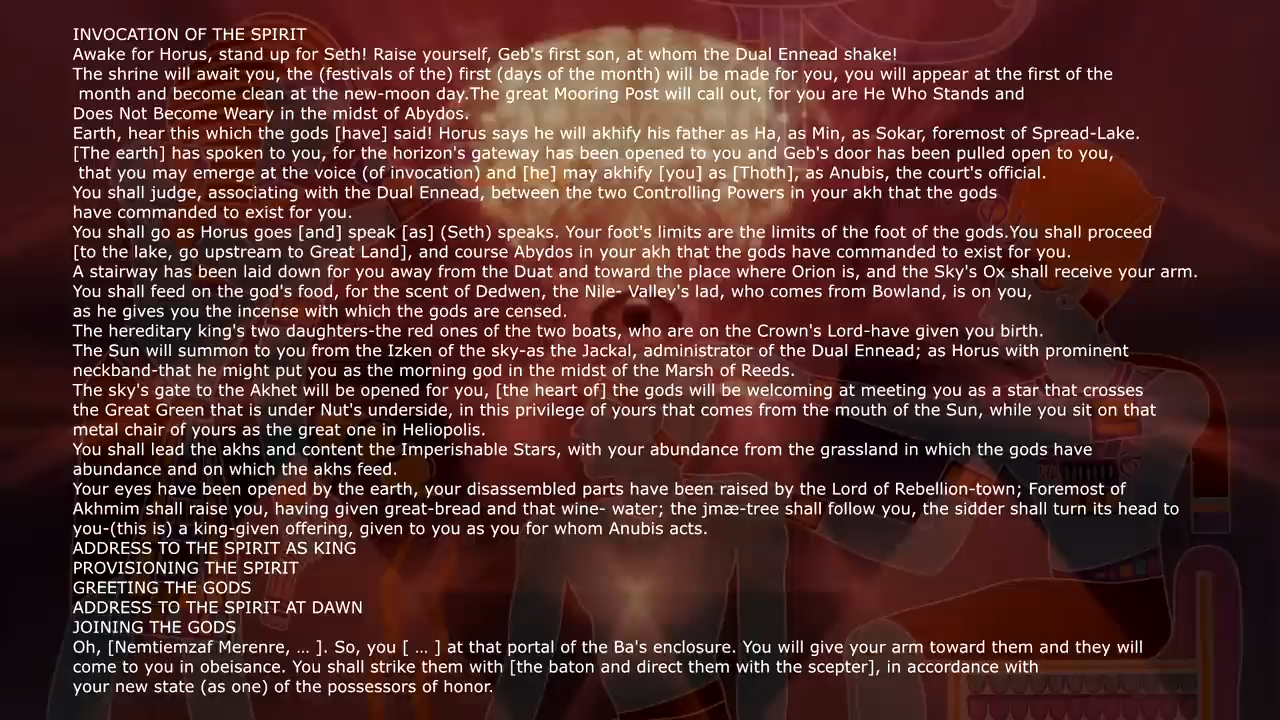 INVOCATION OF THE SPIRIT
Awake for Horus, stand up for Seth! Raise yourself, Geb's first son, at whom the Dual Ennead shake!
The shrine will await you, the (festivals of the) first (days of the month) will be made for you, you will appear at the first of the
month and become clean at the new-moon day.The great Mooring Post will call out, for you are He Who Stands and
Does Not Become Weary in the midst of Abydos.
Earth, hear this which the gods [have] said! Horus says he will akhify his father as Ha, as Min, as Sokar, foremost of Spread-Lake.
[The earth] has spoken to you, for the horizon's gateway has been opened to you and Geb's door has been pulled open to you,
that you may emerge at the voice (of invocation) and [he] may akhify [you] as [Thoth], as Anubis, the court's official.
You shall judge, associating with the Dual Ennead, between the two Controlling Powers in your akh that the gods
have commanded to exist for you.
You shall go as Horus goes [and] speak [as] (Seth) speaks. Your foot's limits are the limits of the foot of the gods.You shall proceed
[to the lake, go upstream to Great Land], and course Abydos in your akh that the gods have commanded to exist for you.
A stairway has been laid down for you away from the Duat and toward the place where Orion is, and the Sky's Ox shall receive your arm.
You shall feed on the god's food, for the scent of Dedwen, the Nile- Valley's lad, who comes from Bowland, is on you,
as he gives you the incense with which the gods are censed.
The hereditary king's two daughters-the red ones of the two boats, who are on the Crown's Lord-have given you birth.
The Sun will summon to you from the Izken of the sky-as the Jackal, administrator of the Dual Ennead; as Horus with prominent
neckband-that he might put you as the morning god in the midst of the Marsh of Reeds.
The sky's gate to the Akhet will be opened for you, [the heart of] the gods will be welcoming at meeting you as a star that crosses
the Great Green that is under Nut's underside, in this privilege of yours that comes from the mouth of the Sun, while you sit on that
metal chair of yours as the great one in Heliopolis.
You shall lead the akhs and content the Imperishable Stars, with your abundance from the grassland in which the gods have
abundance and on which the akhs feed.
Your eyes have been opened by the earth, your disassembled parts have been raised by the Lord of Rebellion-town; Foremost of
Akhmim shall raise you, having given great-bread and that wine- water; the jmæ-tree shall follow you, the sidder shall turn its head to
you-(this is) a king-given offering, given to you as you for whom Anubis acts.
ADDRESS TO THE SPIRIT AS KING
PROVISIONING THE SPIRIT
GREETING THE GODS
ADDRESS TO THE SPIRIT AT DAWN
JOINING THE GODS
Oh, [Nemtiemzaf Merenre, ... ]. So, you [ ... ] at that portal of the Ba's enclosure. You will give your arm toward them and they will
come to you in obeisance. You shall strike them with [the baton and direct them with the scepter], in accordance with
your new state (as one) of the possessors of honor.